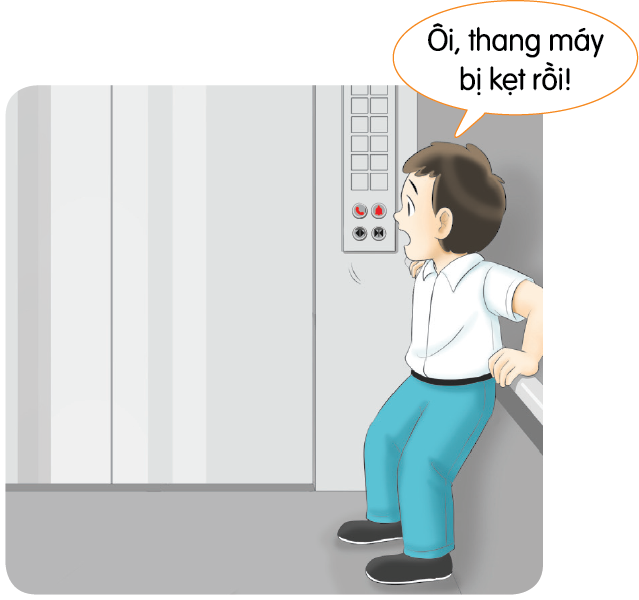 Ôi, thang máy
bị kẹt rồi!